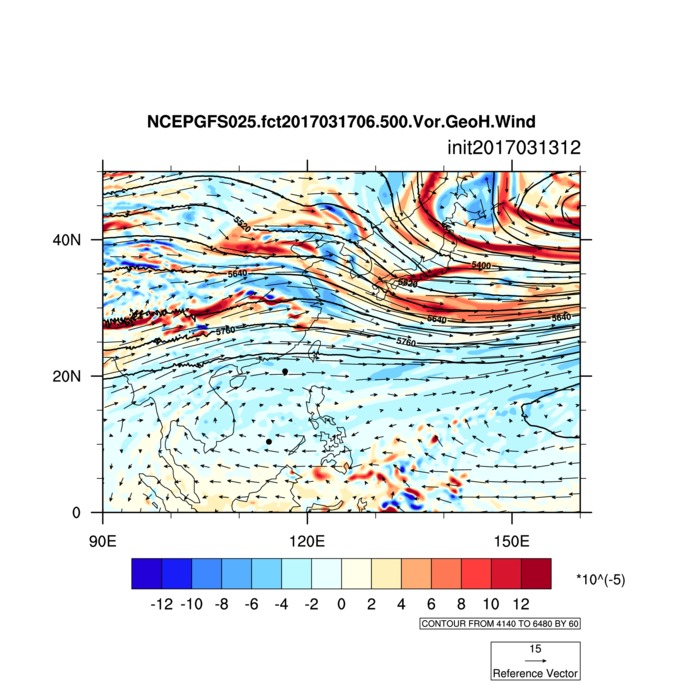 NCEPGFS025.fct2017031706.500.Vor.GeoH.Wind
init2017031312
40N
20N
0
90E 120E 150E
5520
5640
5760
5400
5520
5640
5640
5760
-12 -10 -8 -6 -4 -2 0 2 4 6 8 10 12
*10^(-5)
CONTOUR FROM 4140 TO 6480 BY 60
15
Reference Vector